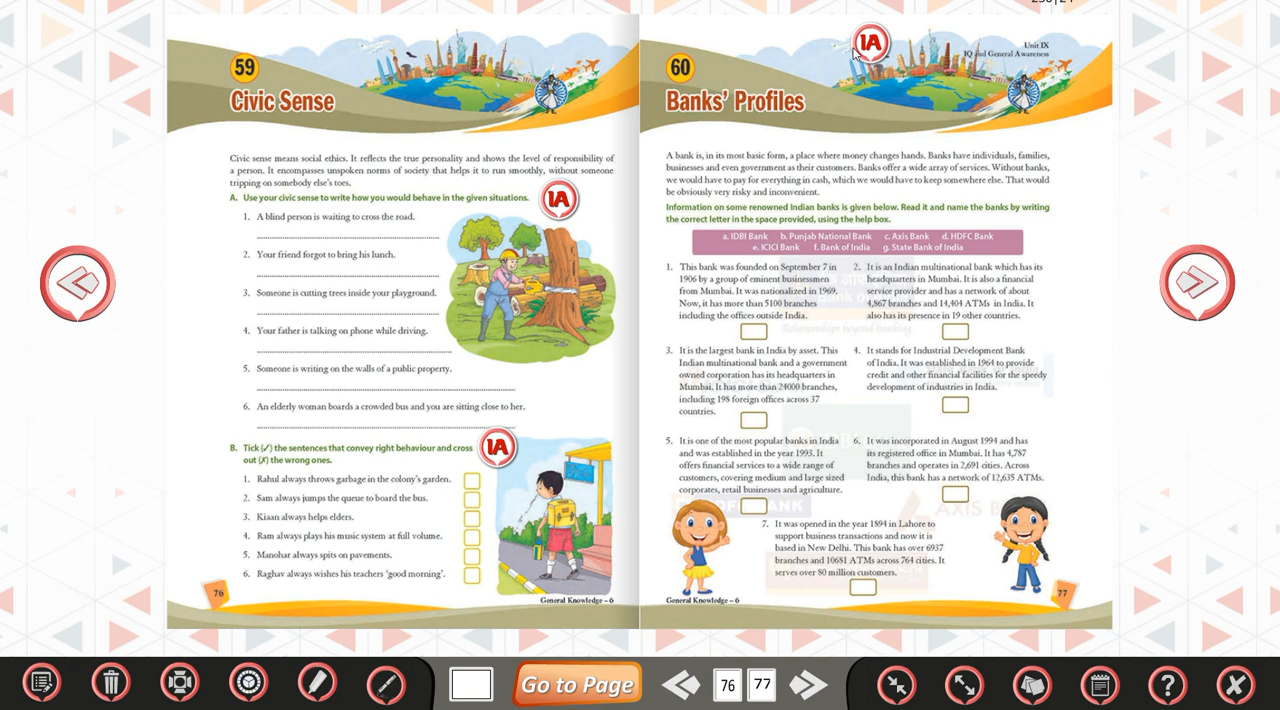 59
Civic Sense
Civic sense means social ethics. It reflects the true personality and shows the level of responsibility of
a person. It encompasses unspoken norms of society that helps it to run smoothly, without someone
tripping on somebody else's toes.
A. Use your civic sense to write how you would behave in the given situations.
1A
1. A blind person is waiting to cross the road.
2. Your friend forgot to bring his lunch.
3. Someone is cutting trees inside your playground.
4. Your father is talking on phone while driving.
5. Someone is writing on the walls of a public property.
6. An elderly woman boards a crowded bus and you are sitting close to her.
B. Tick (✓) the sentences that convey right behaviour and cross
out (✗) the wrong ones.
1A
1. Rahul always throws garbage in the colony's garden.
2. Sam always jumps the queue to board the bus.
3. Kiaan always helps elders.
4. Ram always plays his music system at full volume.
5. Manohar always spits on pavements.
6. Raghav always wishes his teachers 'good morning'.
76
General Knowledge – 6
1A
Unit IX
IQ and General Awareness
60
Banks' Profiles
A bank is, in its most basic form, a place where money changes hands. Banks have individuals, families,
businesses and even government as their customers. Banks offer a wide array of services. Without banks,
we would have to pay for everything in cash, which we would have to keep somewhere else. That would
be obviously very risky and inconvenient.
Information on some renowned Indian banks is given below. Read it and name the banks by writing
the correct letter in the space provided, using the help box.
a. IDBI Bank b. Punjab National Bank c. Axis Bank d. HDFC Bank
e. ICICI Bank f. Bank of India g. State Bank of India
1. This bank was founded on September 7 in
1906 by a group of eminent businessmen
from Mumbai. It was nationalized in 1969.
Now, it has more than 5100 branches
including the offices outside India.
2. It is an Indian multinational bank which has its
headquarters in Mumbai. It is also a financial
service provider and has a network of about
4,867 branches and 14,404 ATMs in India. It
also has its presence in 19 other countries.
Relationships beyond banking
3. It is the largest bank in India by asset. This
Indian multinational bank and a government
owned corporation has its headquarters in
Mumbai. It has more than 24000 branches,
including 198 foreign offices across 37
countries.
4. It stands for Industrial Development Bank
of India. It was established in 1964 to provide
credit and other financial facilities for the speedy
development of industries in India.
5. It is one of the most popular banks in India
and was established in the year 1993. It
offers financial services to a wide range of
customers, covering medium and large sized
corporates, retail businesses and agriculture.
6. It was incorporated in August 1994 and has
its registered office in Mumbai. It has 4,787
branches and operates in 2,691 cities. Across
India, this bank has a network of 12,635 ATMs.
7. It was opened in the year 1894 in Lahore to
support business transactions and now it is
based in New Delhi. This bank has over 6937
branches and 10681 ATMs across 764 cities. It
serves over 80 million customers.
AXIS B
General Knowledge – 6
77
Go to Page
76
77
?